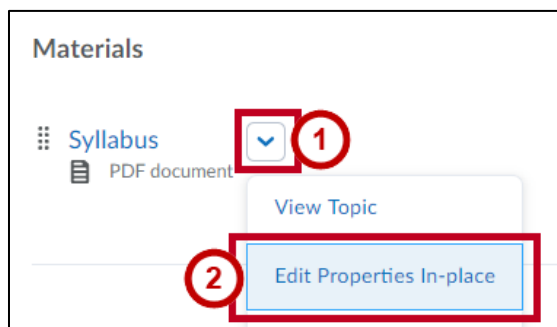 Materials
Syllabus
1
PDF document
View Topic
2
Edit Properties In-place